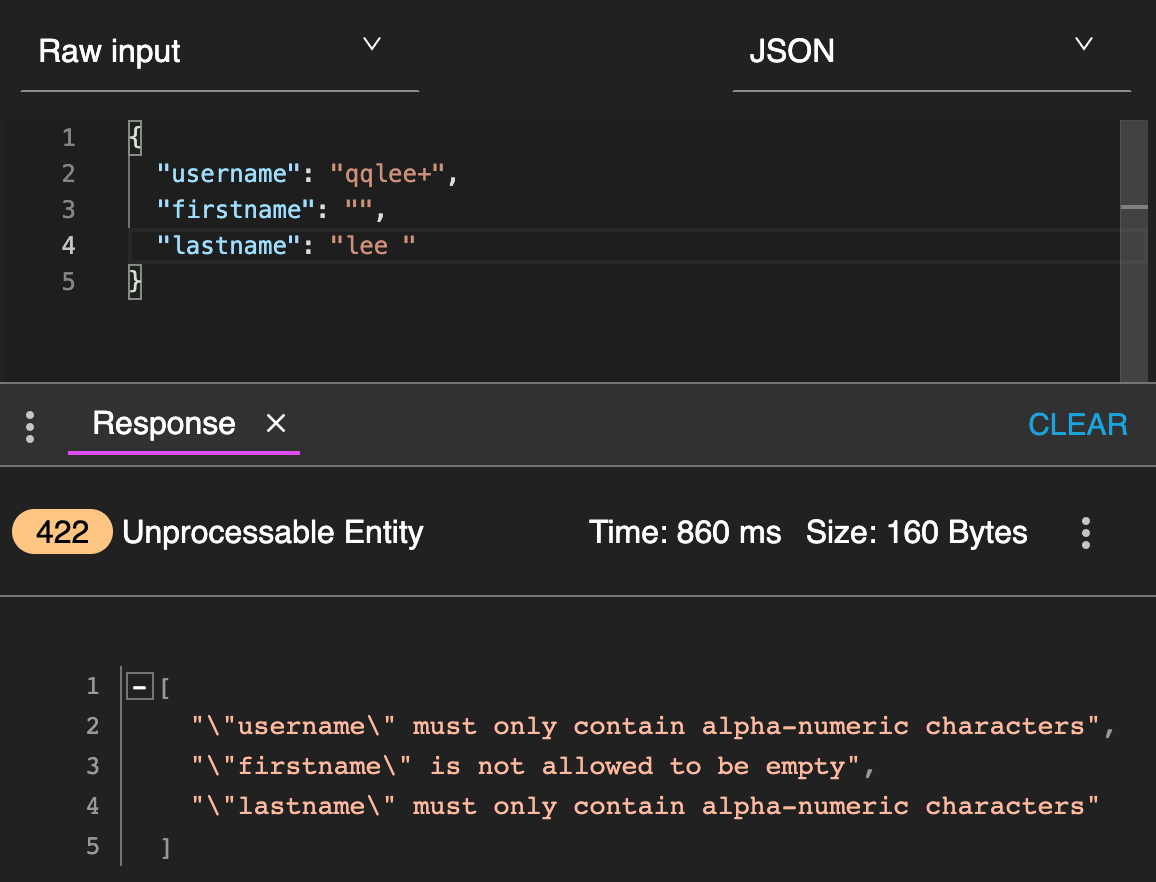 Raw input
JSON
1 {
2 "username": "qqlee+",
3 "firstname": "",
4 "lastname": "lee "
5 }
Response
CLEAR
422 Unprocessable Entity Time: 860 ms Size: 160 Bytes
1 [
2 "\"username\" must only contain alpha-numeric characters",
3 "\"firstname\" is not allowed to be empty",
4 "\"lastname\" must only contain alpha-numeric characters"
5 ]